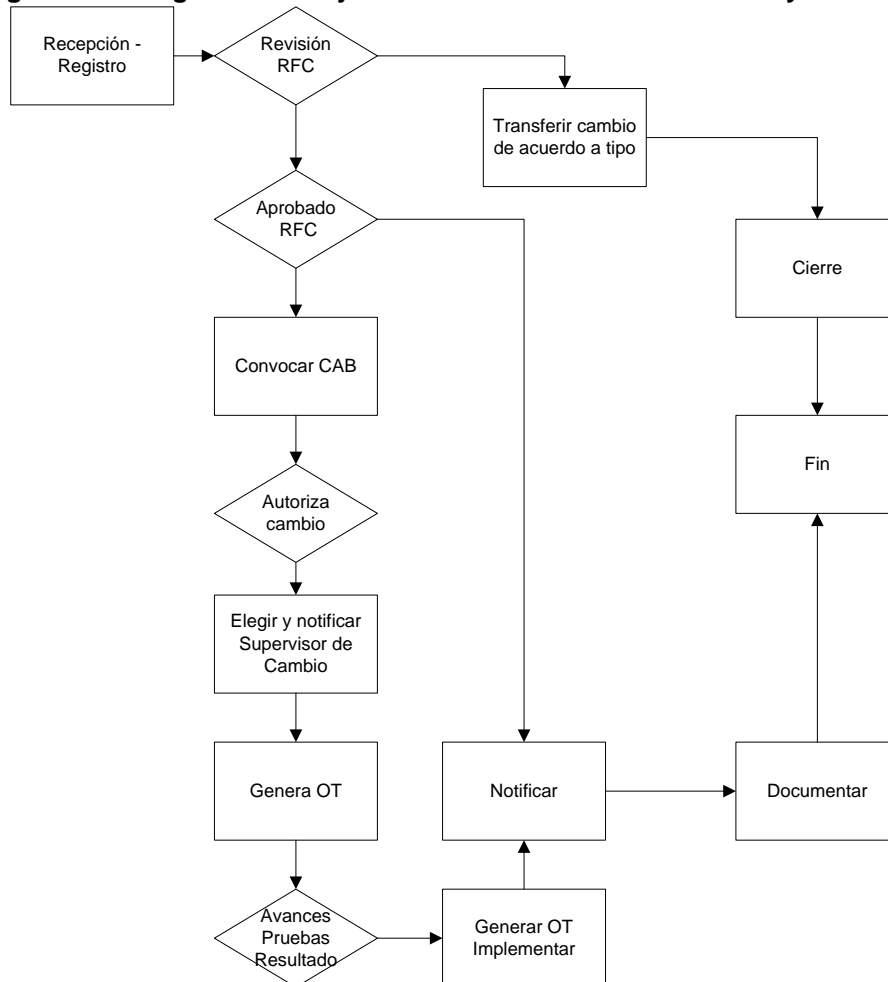 Recepción -
Registro
Revisión
RFC
Transferir cambio
de acuerdo a tipo
Aprobado
RFC
Cierre
Convocar CAB
Fin
Autoriza
cambio
Elegir y notificar
Supervisor de
Cambio
Genera OT
Notificar
Documentar
Avances
Pruebas
Resultado
Generar OT
Implementar